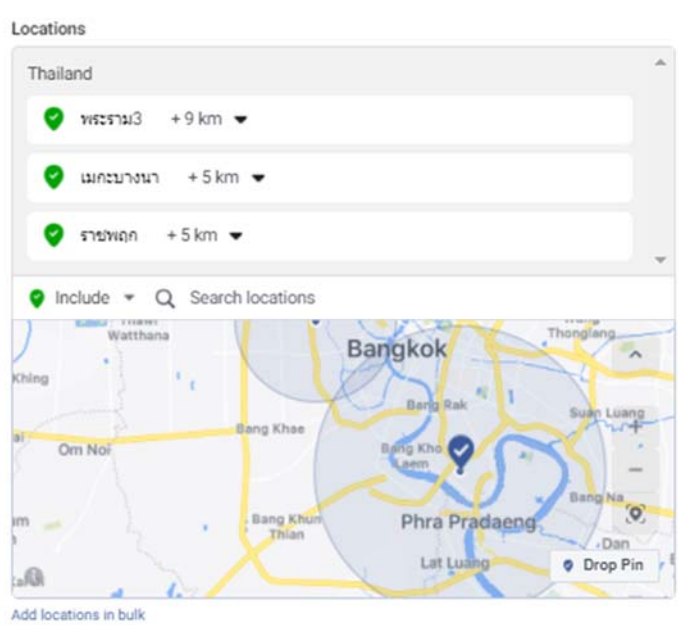 Locations
Thailand
พระราม3 +9 km
เมกะบางนา +5 km
ราชพฤก +5 km
Include Search locations
Watthana
Thonglang
Bangkok
Khlng
Bang Rak
Suan Luang
Bang Khae
Om Noi
Bang Kho
Laem
Bang Na
Bang Khun
Thian
Phra Pradaeng
Dan
Lat Luang
Drop Pin
Add locations in bulk